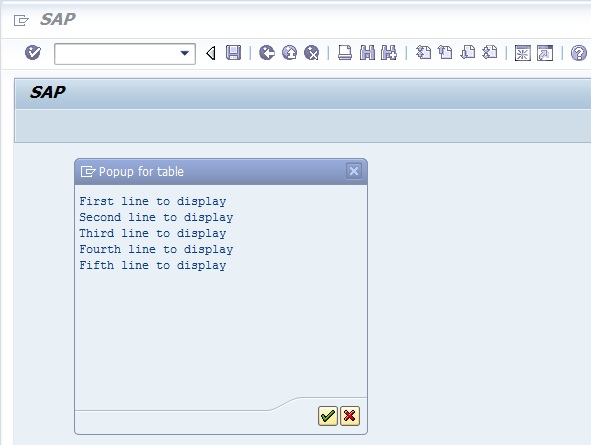 SAP
SAP
Popup for table
First line to display
Second line to display
Third line to display
Fourth line to display
Fifth line to display